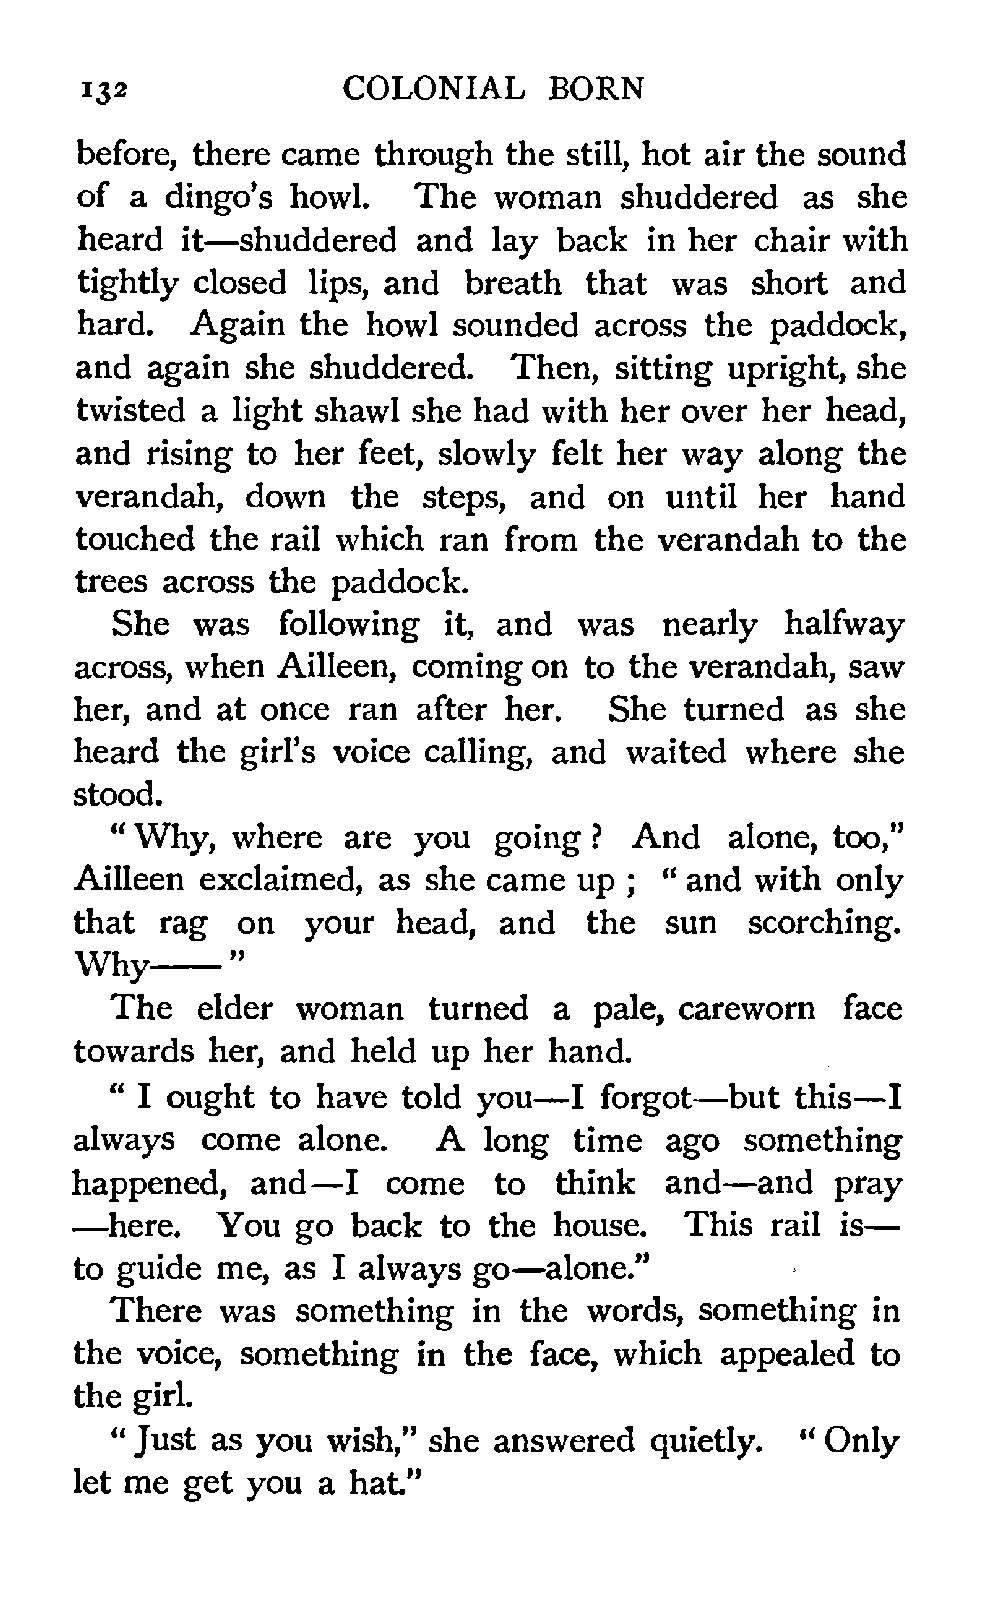 132 COLONIAL BORN
before, there came through the still, hot air the sound
of a dingo's howl. The woman shuddered as she
heard it—shuddered and lay back in her chair with
tightly closed lips, and breath that was short and
hard. Again the howl sounded across the paddock,
and again she shuddered. Then, sitting upright, she
twisted a light shawl she had with her over her head,
and rising to her feet, slowly felt her way along the
verandah, down the steps, and on until her hand
touched the rail which ran from the verandah to the
trees across the paddock.
She was following it, and was nearly halfway
across, when Ailleen, coming on to the verandah, saw
her, and at once ran after her. She turned as she
heard the girl's voice calling, and waited where she
stood.
“Why, where are you going? And alone, too,”
Ailleen exclaimed, as she came up; “and with only
that rag on your head, and the sun scorching.
Why——”
The elder woman turned a pale, careworn face
towards her, and held up her hand.
“I ought to have told you—I forgot—but this—I
always come alone. A long time ago something
happened, and—I come to think and—and pray
—here. You go back to the house. This rail is—
to guide me, as I always go—alone.”
There was something in the words, something in
the voice, something in the face, which appealed to
the girl.
“Just as you wish,” she answered quietly. “Only
let me get you a hat.”